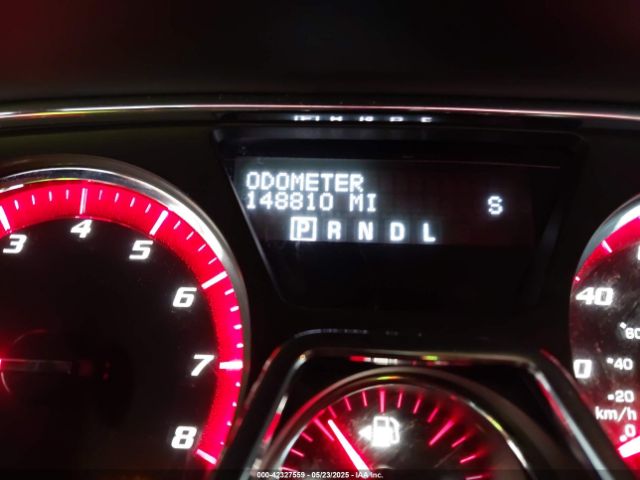 ODOMETER
148810 MI S
P R N D L
3 4 5 6 7 8
40
60
40
20
km/h
0
000-42327559 — 05/23/2025 — IAA Inc.